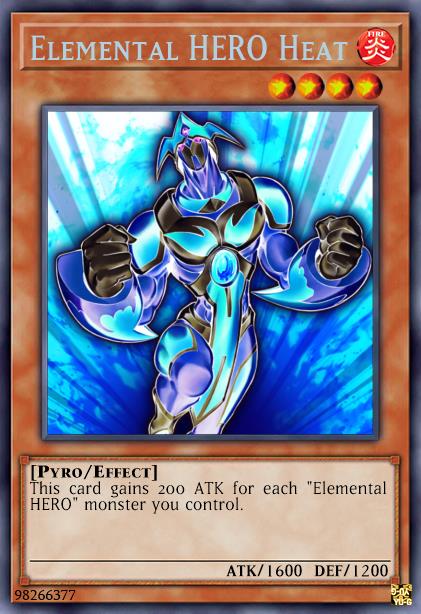 Elemental HERO Heat
FIRE
炎
[Pyro/Effect]
This card gains 200 ATK for each "Elemental
HERO" monster you control.
ATK/1600 DEF/1200
98266377